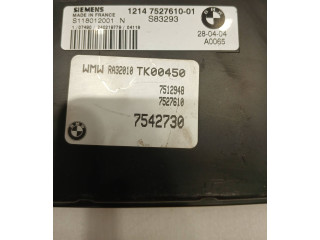 SIEMENS
MADE IN FRANCE
S118012001 N
1214 7527610-01
S83293
28-04-04
A0065
WMW RA32010 TK00450
7512948
7527610
7542730